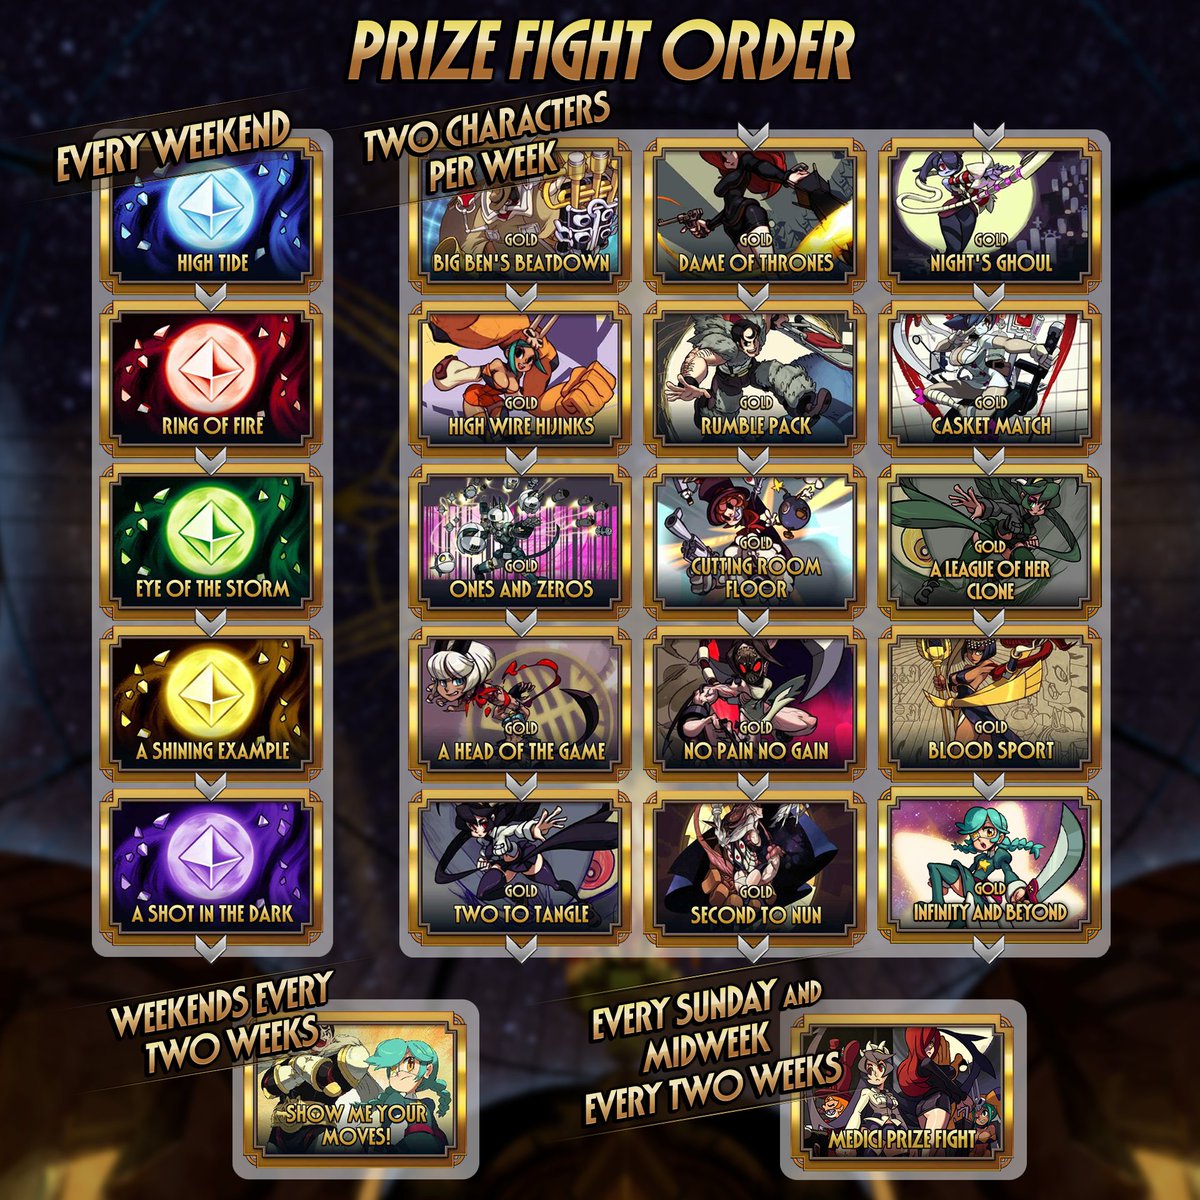 PRIZE FIGHT ORDER
EVERY WEEKEND
HIGH TIDE
RING OF FIRE
EYE OF THE STORM
A SHINING EXAMPLE
A SHOT IN THE DARK
TWO CHARACTERS
PER WEEK
GOLD
BIG BEN'S BEATDOWN
GOLD
HIGH WIRE HIJINKS
GOLD
ONES AND ZEROS
GOLD
A HEAD OF THE GAME
GOLD
TWO TO TANGLE
GOLD
DAME OF THRONES
GOLD
RUMBLE PACK
GOLD
CUTTING ROOM
FLOOR
GOLD
NO PAIN NO GAIN
GOLD
SECOND TO NUN
GOLD
NIGHT'S GHOUL
GOLD
CASKET MATCH
GOLD
A LEAGUE OF HER
CLONE
GOLD
BLOOD SPORT
GOLD
INFINITY AND BEYOND
WEEKENDS EVERY
TWO WEEKS
SHOW ME YOUR
MOVES!
EVERY SUNDAY AND
MIDWEEK
EVERY TWO WEEKS
MEDICI PRIZE FIGHT